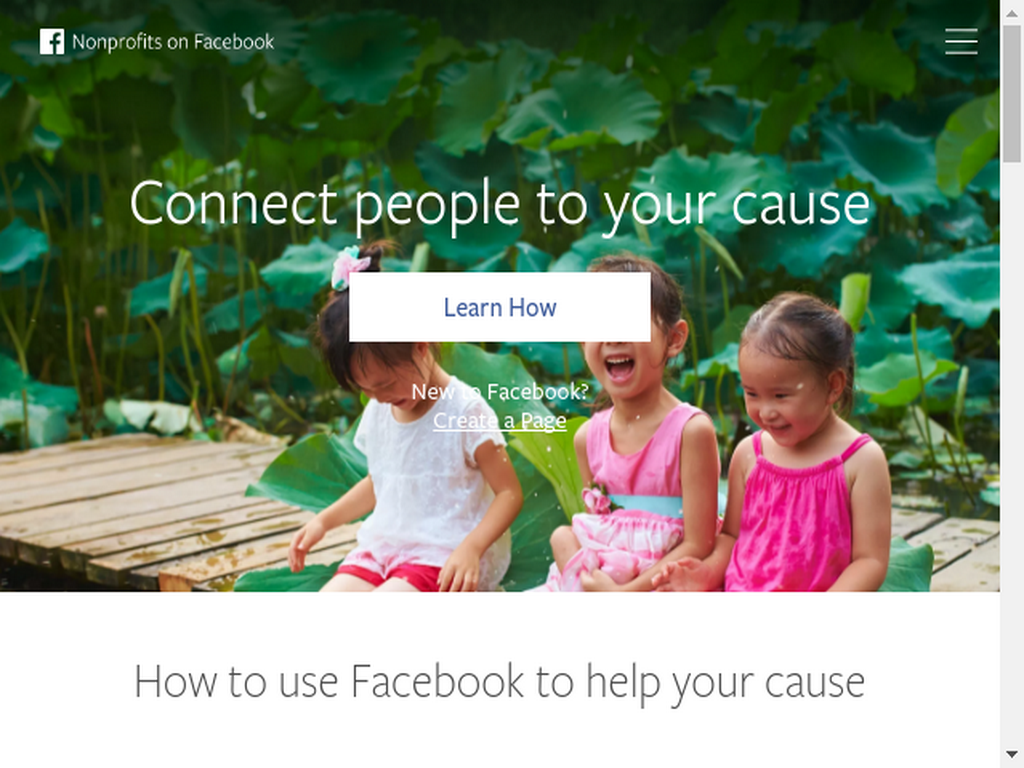 Nonprofits on Facebook
Connect people to your cause
Learn How
New to Facebook?
Create a Page
How to use Facebook to help your cause